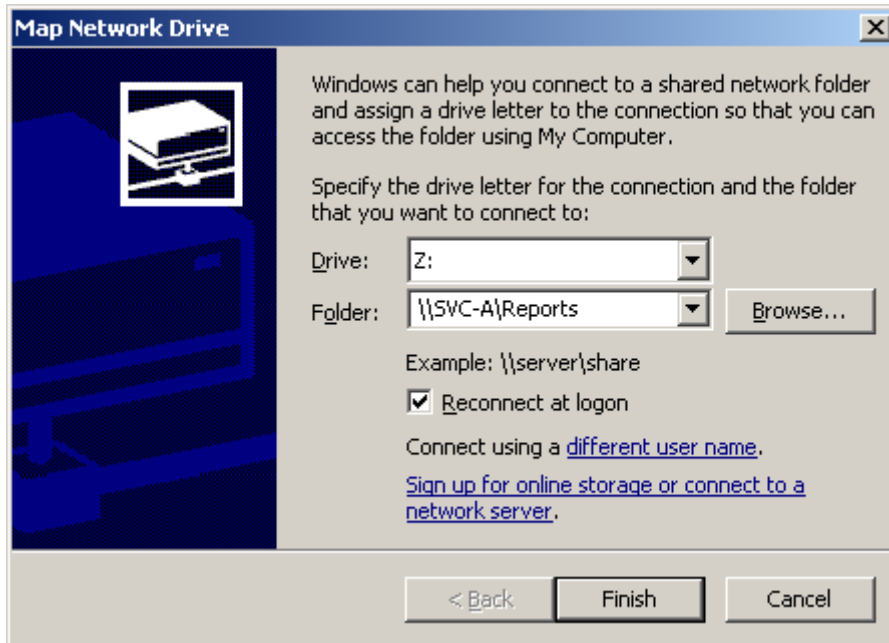 Map Network Drive
Windows can help you connect to a shared network folder
and assign a drive letter to the connection so that you can
access the folder using My Computer.
Specify the drive letter for the connection and the folder
that you want to connect to:
Drive: Z:
Folder: \\SVC-A\Reports Browse...
Example: \\server\share
Reconnect at logon
Connect using a different user name.
Sign up for online storage or connect to a
network server.
< Back Finish Cancel